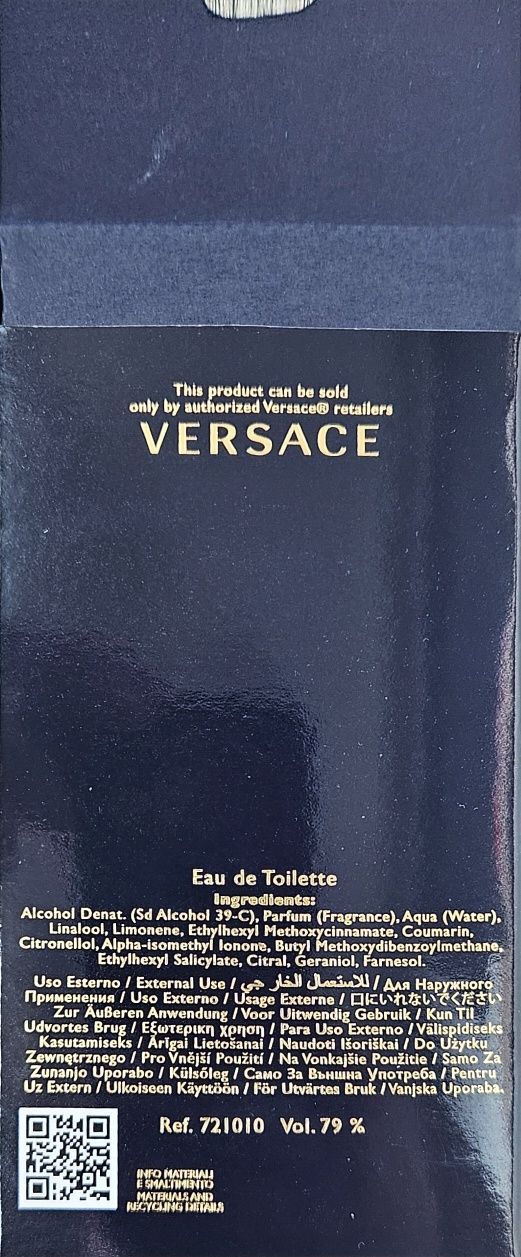 This product can be sold
only by authorized Versace® retailers
VERSACE
Eau de Toilette
Ingredients:
Alcohol Denat. (Sd Alcohol 39-C), Parfum (Fragrance), Aqua (Water),
Linalool, Limonene, Ethylhexyl Methoxycinnamate, Coumarin,
Citronellol, Alpha-isomethyl Ionone, Butyl Methoxydibenzoylmethane,
Ethylhexyl Salicylate, Citral, Geraniol, Farnesol.
Uso Esterno / External Use / للاستعمال الخار جي / Для Наружного
Применения / Uso Externo / Usage Externe / 口にいれないでください
Zur Äußeren Anwendung / Voor Uitwendig Gebruik / Kun Til
Udvortes Brug / Εξωτερικη χρηση / Para Uso Externo / Välispidiseks
Kasutamiseks / Ārīgai Lietošanai / Naudoti Išoriškai / Do Użytku
Zewnętrznego / Pro Vnější Použití / Na Vonkajšie Použitie / Samo Za
Zunanjo Uporabo / Külsőleg / Само За Външна Употреба / Pentru
Uz Extern / Ulkoiseen Käyttöön / För Utvärtes Bruk / Vanjska Uporaba.
Ref. 721010 Vol. 79 %
INFO MATERIALI
E SMALTIMENTO
MATERIALS AND
RECYCLING DETAILS